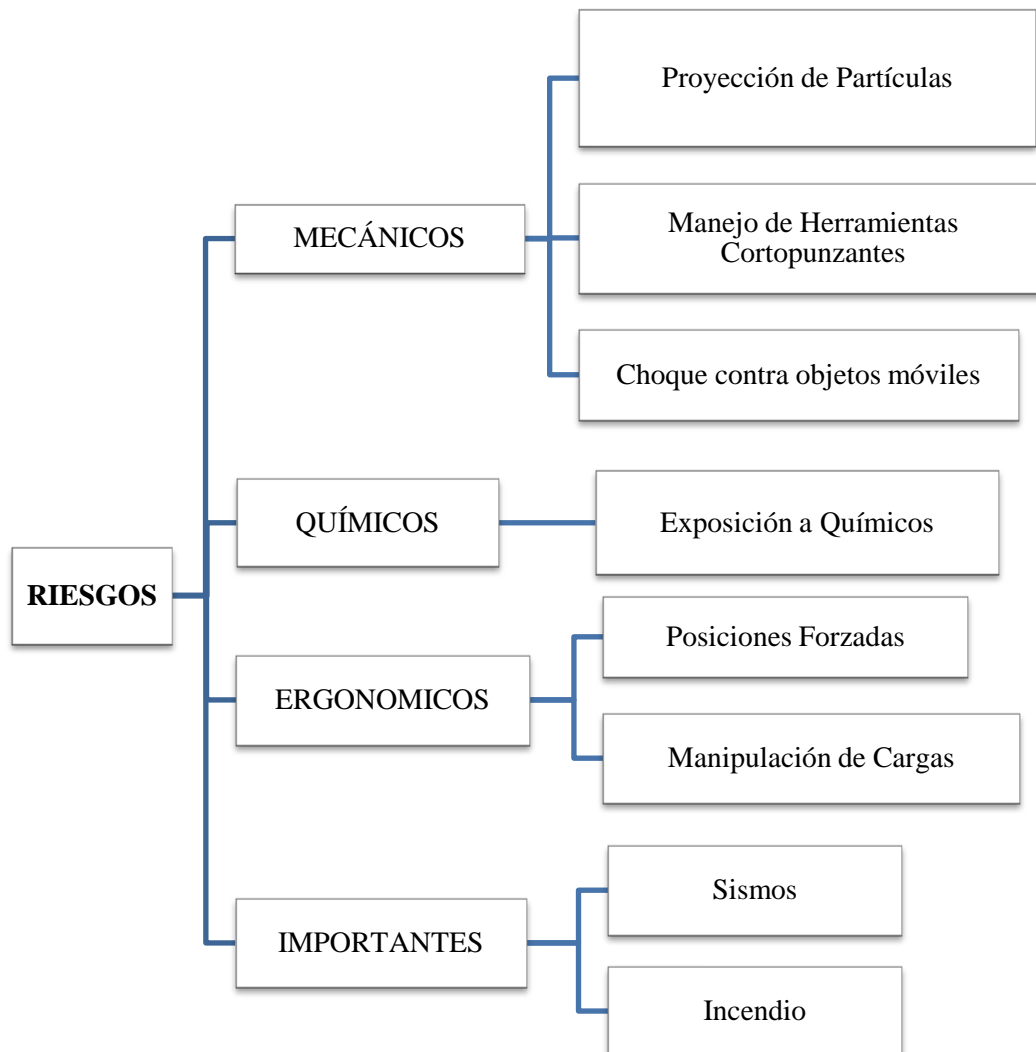 RIESGOS
MECÁNICOS
Proyección de Partículas
Manejo de Herramientas
Cortopunzantes
Choque contra objetos móviles
QUÍMICOS
Exposición a Químicos
ERGONOMICOS
Posiciones Forzadas
Manipulación de Cargas
IMPORTANTES
Sismos
Incendio